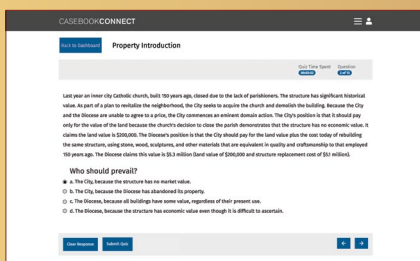 CASEBOOKCONNECT
Back to Dashboard
Property Introduction
Quiz Time Spent
Question
Last year an inner city Catholic church, built 150 years ago, closed due to the lack of parishioners. The structure has significant historical
value. As part of a plan to revitalize the neighborhood, the City seeks to acquire the church and demolish the building. Because the City
and the Diocese are unable to agree to a price, the City commences an eminent domain action. The City's position is that it should pay
only for the value of the land because the church's decision to close the parish demonstrates that the structure has no economic value. It
claims the land value is $200,000. The Diocese's position is that the City should pay for the land value plus the cost today of rebuilding
the same structure, using stone, wood, sculptures, and other materials that are equivalent in quality and craftsmanship to that employed
150 years ago. The Diocese claims this value is $5.3 million (land value of $200,000 and structure replacement cost of $5.1 million).
Who should prevail?
a. The City, because the structure has no market value.
b. The City, because the Diocese has abandoned its property.
c. The Diocese, because all buildings have some value, regardless of their present use.
d. The Diocese, because the structure has economic value even though it is difficult to ascertain.
Clear Response
Submit Quiz